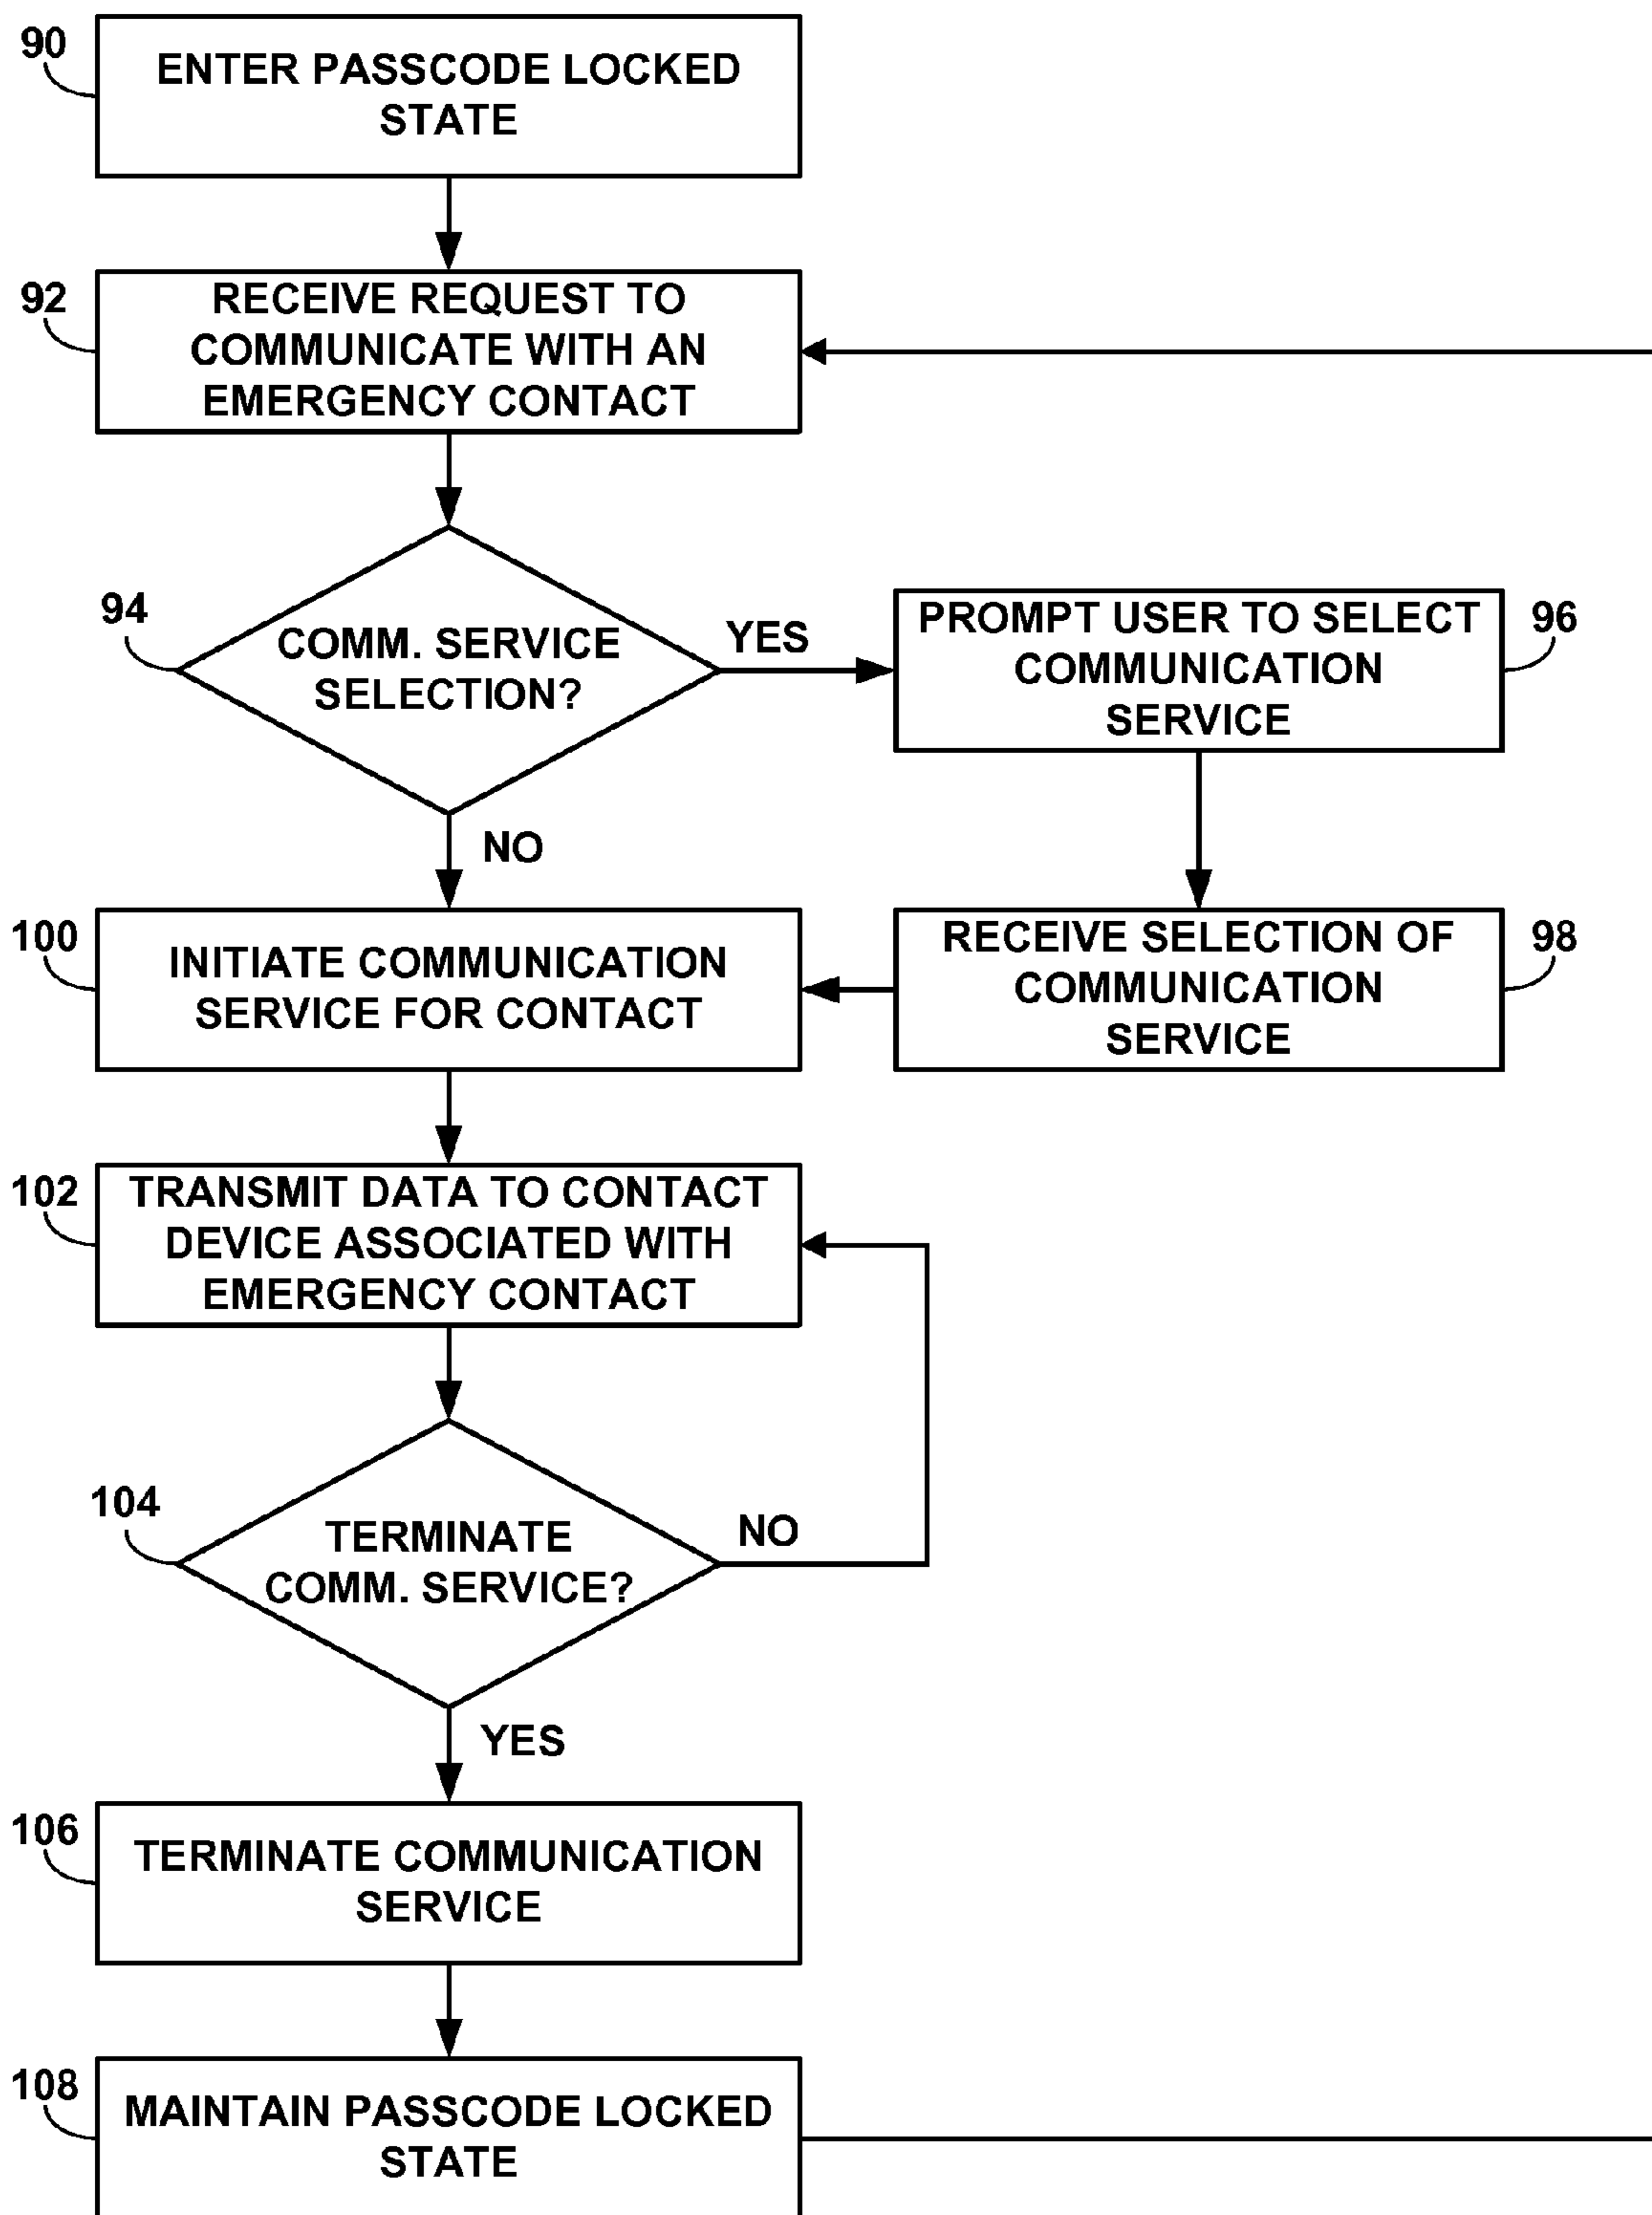 90
ENTER PASSCODE LOCKED
STATE
92
RECEIVE REQUEST TO
COMMUNICATE WITH AN
EMERGENCY CONTACT
94
COMM. SERVICE
SELECTION?
YES
PROMPT USER TO SELECT
COMMUNICATION
SERVICE
96
NO
100
INITIATE COMMUNICATION
SERVICE FOR CONTACT
RECEIVE SELECTION OF
COMMUNICATION
SERVICE
98
102
TRANSMIT DATA TO CONTACT
DEVICE ASSOCIATED WITH
EMERGENCY CONTACT
104
TERMINATE
COMM. SERVICE?
NO
YES
106
TERMINATE COMMUNICATION
SERVICE
108
MAINTAIN PASSCODE LOCKED
STATE